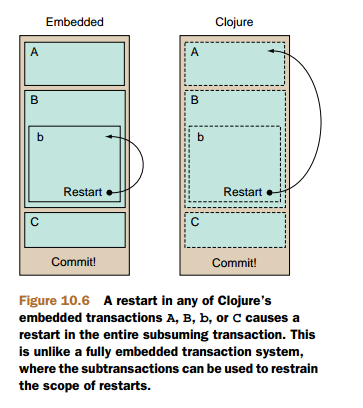 Embedded
Clojure
A
B
b
Restart
C
Commit!
A
B
b
Restart
C
Commit!
Figure 10.6 A restart in any of Clojure's
embedded transactions A, B, b, or C causes a
restart in the entire subsuming transaction. This
is unlike a fully embedded transaction system,
where the subtransactions can be used to restrain
the scope of restarts.